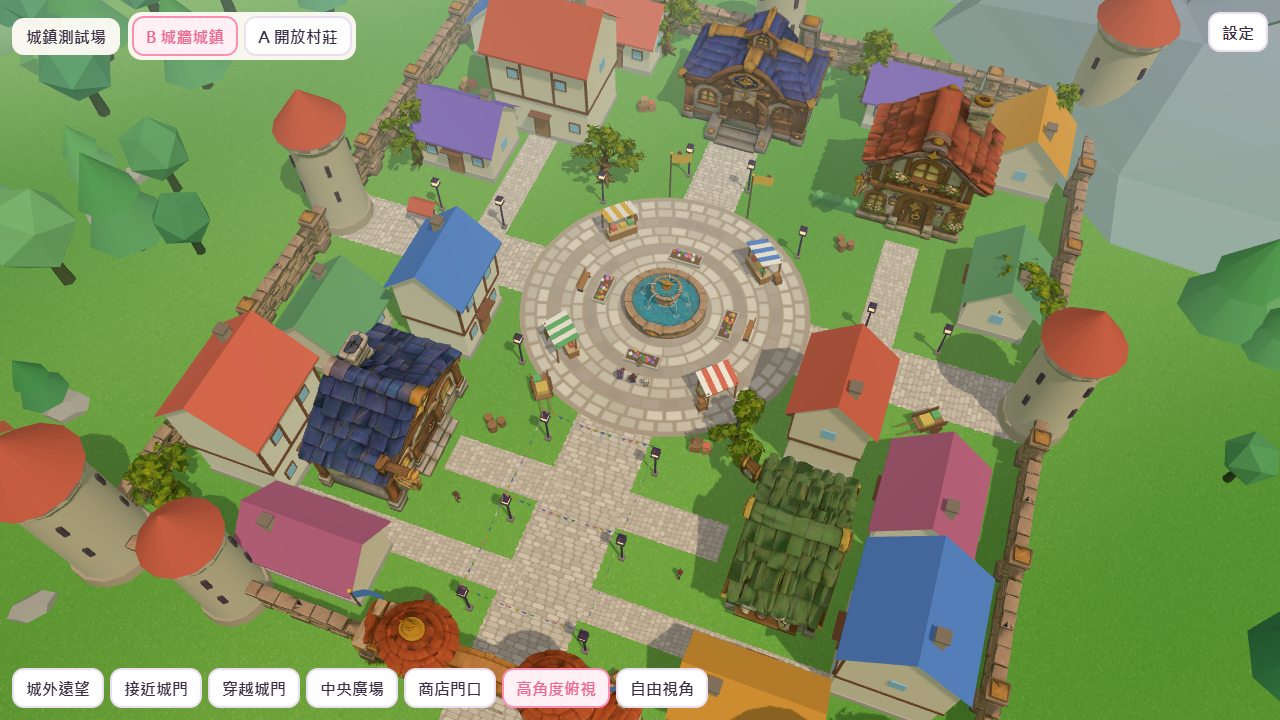 城鎮測試場
B 城牆城鎮
A 開放村莊
設定
城外遠望
接近城門
穿越城門
中央廣場
商店門口
高角度俯視
自由視角